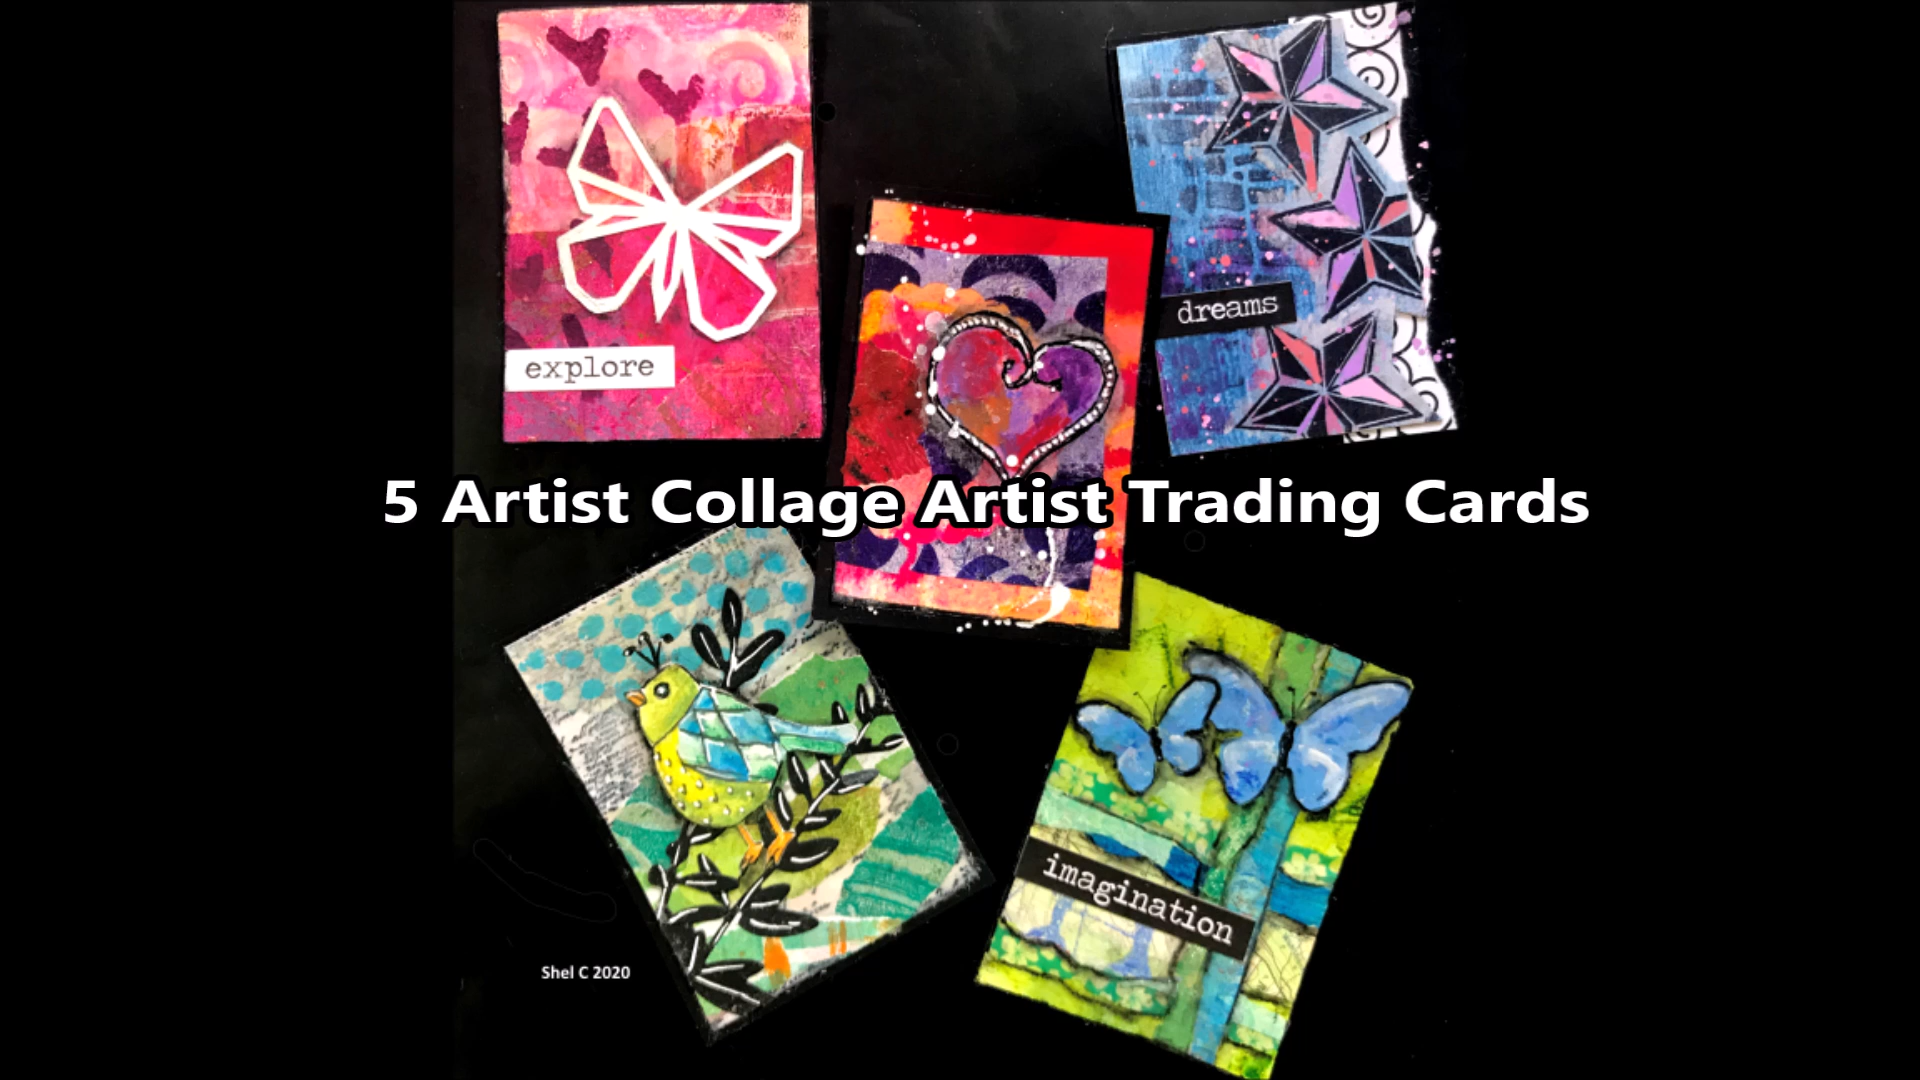 explore
dreams
5 Artist Collage Artist Trading Cards
imagination
Shel C 2020